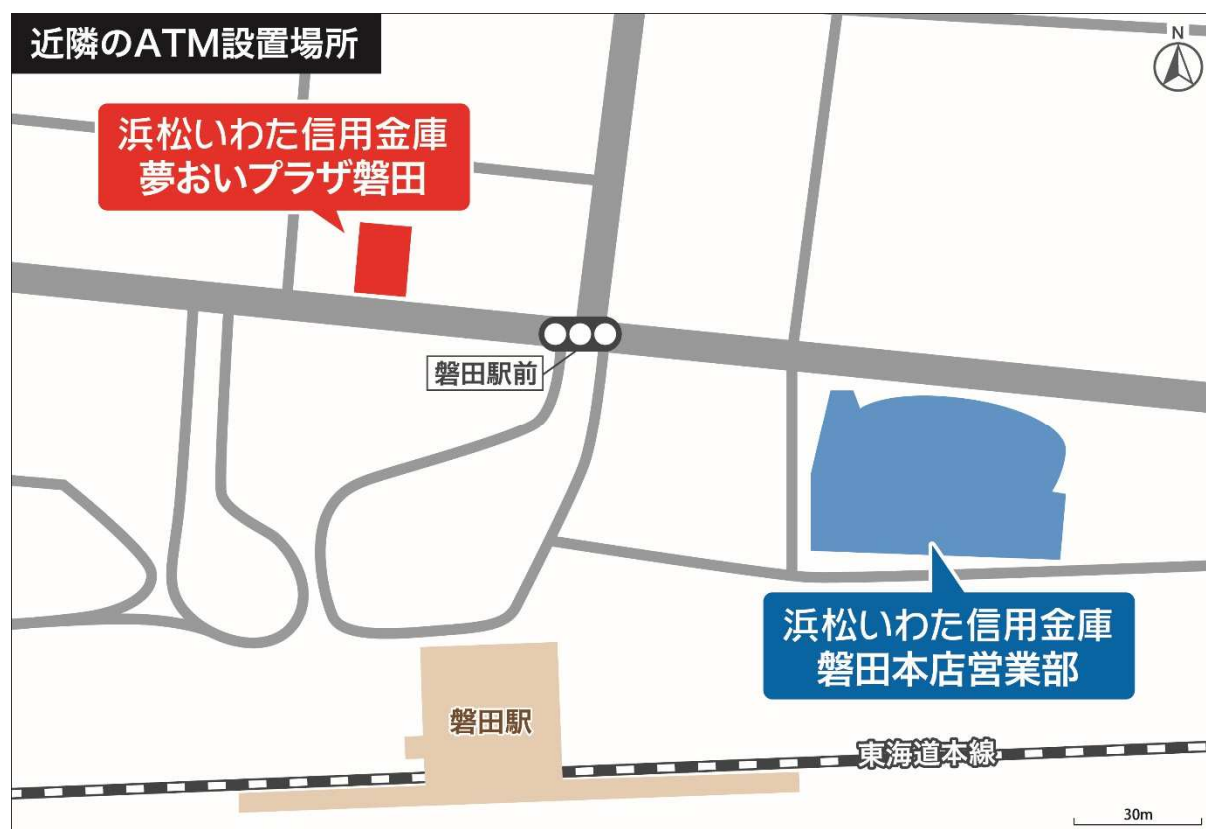 近隣のATM設置場所
N
浜松いわた信用金庫
夢おいプラザ磐田
磐田駅前
浜松いわた信用金庫
磐田本店営業部
磐田駅
東海道本線
30m